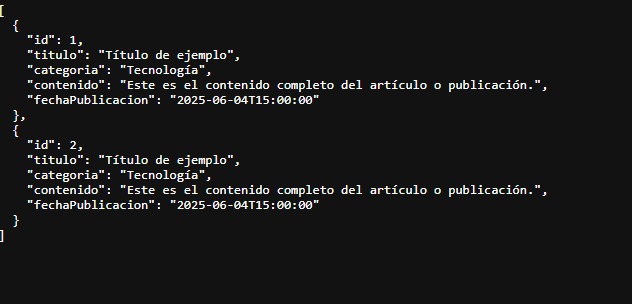 [
  {
    "id": 1,
    "titulo": "Título de ejemplo",
    "categoria": "Tecnología",
    "contenido": "Este es el contenido completo del artículo o publicación.",
    "fechaPublicacion": "2025-06-04T15:00:00"
  },
  {
    "id": 2,
    "titulo": "Título de ejemplo",
    "categoria": "Tecnología",
    "contenido": "Este es el contenido completo del artículo o publicación.",
    "fechaPublicacion": "2025-06-04T15:00:00"
  }
]